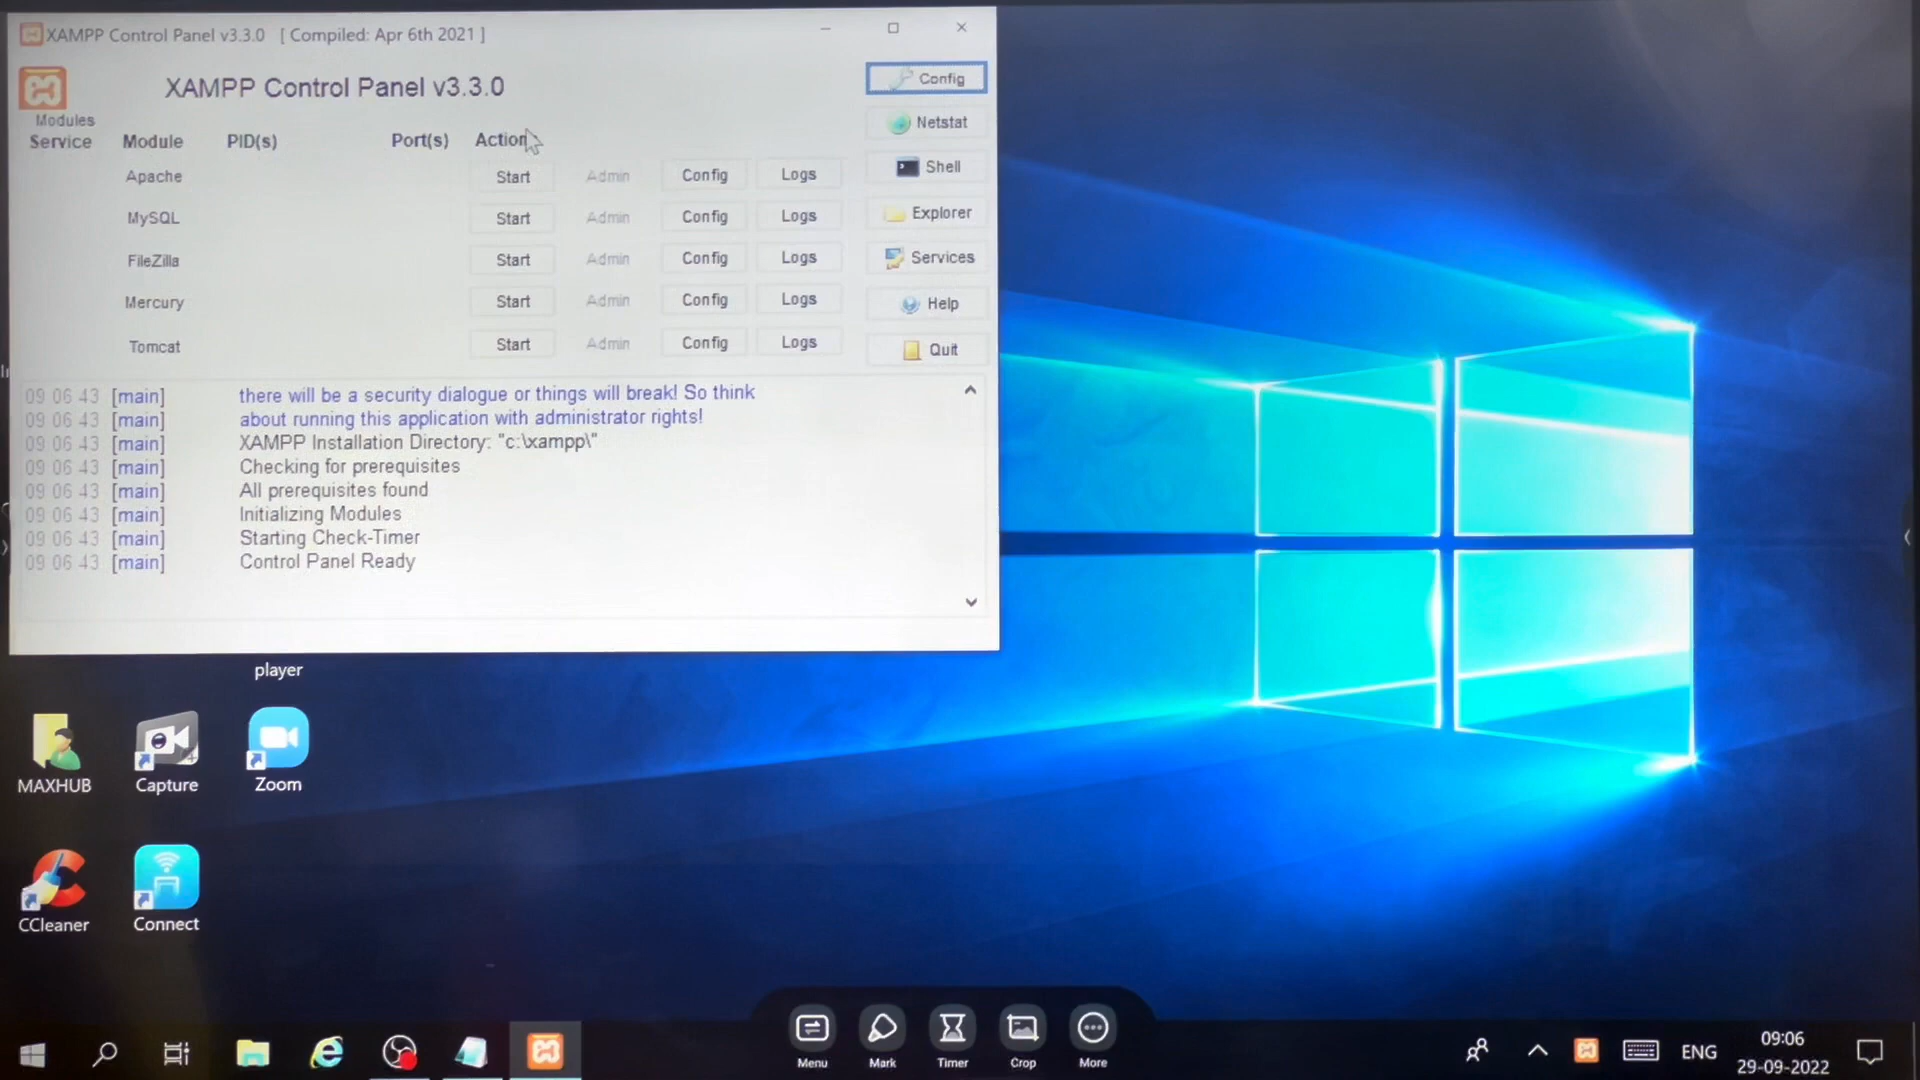 XAMPP Control Panel v3.3.0 [ Compiled: Apr 6th 2021 ]
XAMPP Control Panel v3.3.0
Config
Netstat
Shell
Explorer
Services
Help
Quit
Modules
Service Module PID(s) Port(s) Action
Apache Start Admin Config Logs
MySQL Start Admin Config Logs
FileZilla Start Admin Config Logs
Mercury Start Admin Config Logs
Tomcat Start Admin Config Logs
09 06 43 [main] there will be a security dialogue or things will break! So think
09 06 43 [main] about running this application with administrator rights!
09 06 43 [main] XAMPP Installation Directory: "c:\xampp\"
09 06 43 [main] Checking for prerequisites
09 06 43 [main] All prerequisites found
09 06 43 [main] Initializing Modules
09 06 43 [main] Starting Check-Timer
09 06 43 [main] Control Panel Ready
player
MAXHUB
Capture
Zoom
CCleaner
Connect
Menu
Mark
Timer
Crop
More
ENG
09:06
29-09-2022